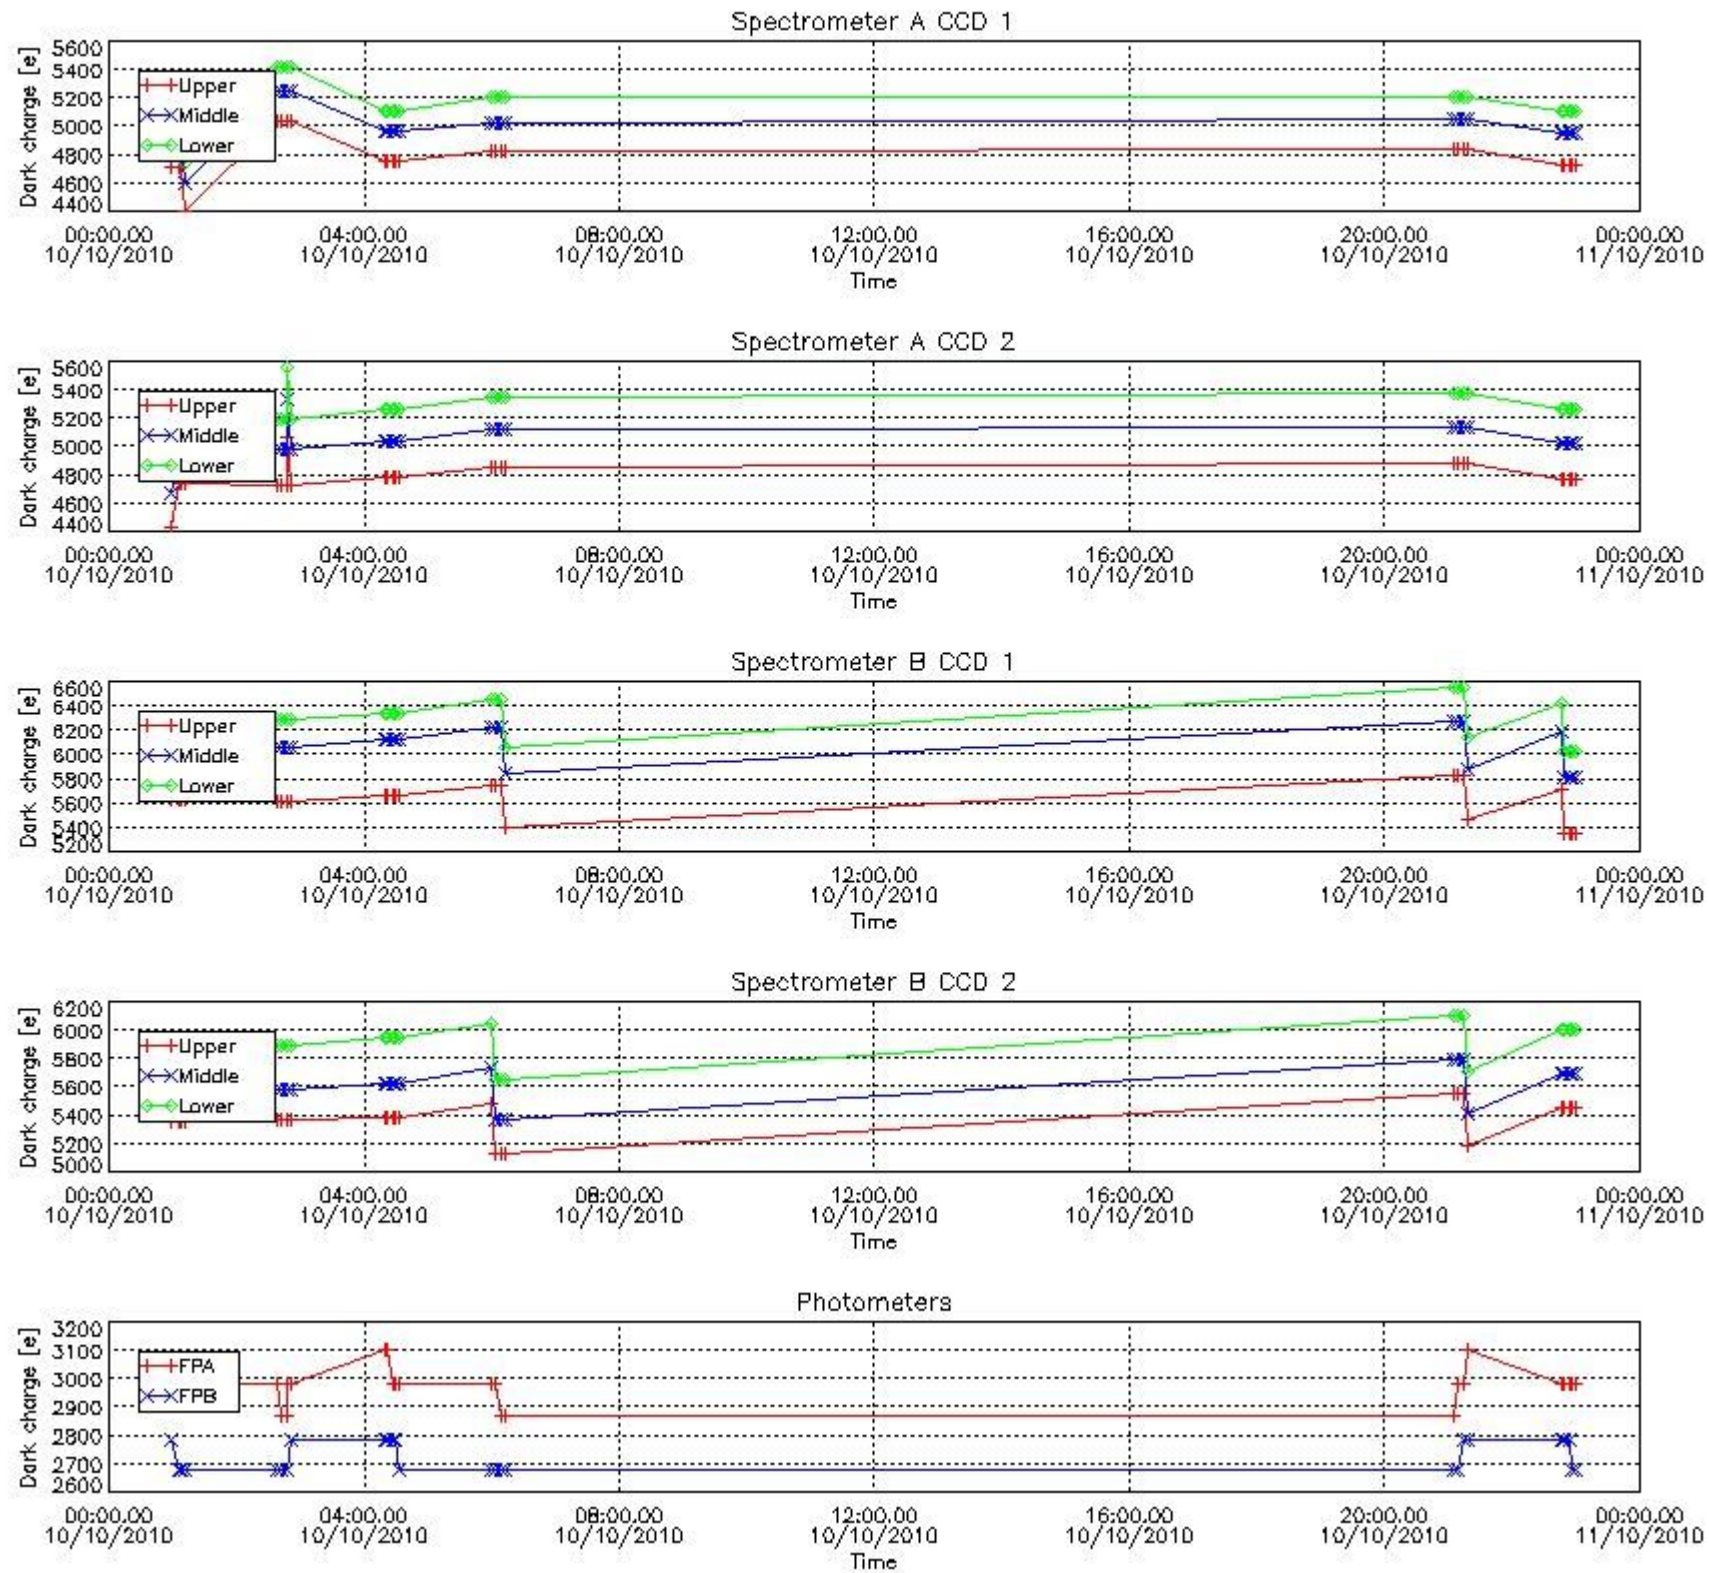 Spectrometer A CCD 1
Dark charge [e]
5600
5400
5200
5000
4800
4600
4400
Upper
Middle
Lower
00:00.00 04:00.00 08:00.00 12:00.00 16:00.00 20:00.00 00:00.00
10/10/2010 10/10/2010 10/10/2010 10/10/2010 10/10/2010 10/10/2010 11/10/2010
Time
Spectrometer A CCD 2
Dark charge [e]
5600
5400
5200
5000
4800
4600
4400
Upper
Middle
Lower
00:00.00 04:00.00 08:00.00 12:00.00 16:00.00 20:00.00 00:00.00
10/10/2010 10/10/2010 10/10/2010 10/10/2010 10/10/2010 10/10/2010 11/10/2010
Time
Spectrometer B CCD 1
Dark charge [e]
6600
6400
6200
6000
5800
5600
5400
5200
Upper
Middle
Lower
00:00.00 04:00.00 08:00.00 12:00.00 16:00.00 20:00.00 00:00.00
10/10/2010 10/10/2010 10/10/2010 10/10/2010 10/10/2010 10/10/2010 11/10/2010
Time
Spectrometer B CCD 2
Dark charge [e]
6200
6000
5800
5600
5400
5200
5000
Upper
Middle
Lower
00:00.00 04:00.00 08:00.00 12:00.00 16:00.00 20:00.00 00:00.00
10/10/2010 10/10/2010 10/10/2010 10/10/2010 10/10/2010 10/10/2010 11/10/2010
Time
Photometers
Dark charge [e]
3200
3100
3000
2900
2800
2700
2600
FPA
FPB
00:00.00 04:00.00 08:00.00 12:00.00 16:00.00 20:00.00 00:00.00
10/10/2010 10/10/2010 10/10/2010 10/10/2010 10/10/2010 10/10/2010 11/10/2010
Time